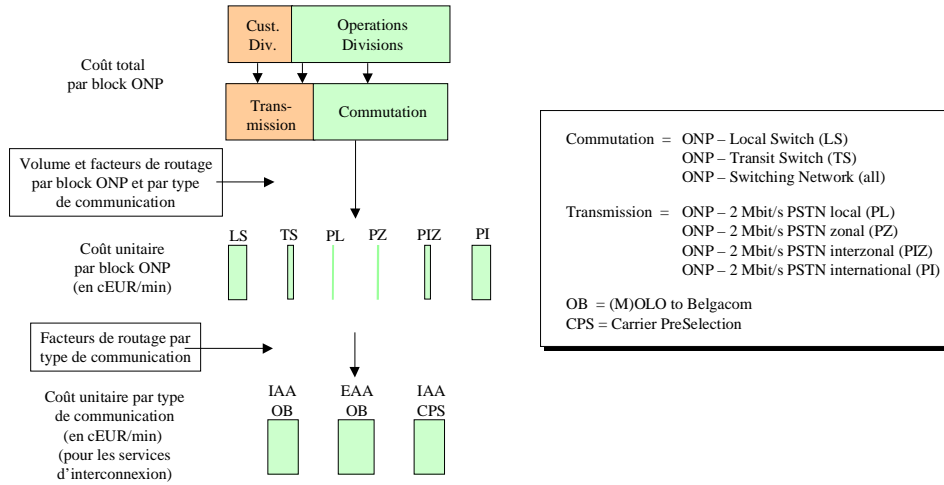 Cust.
Div.
Operations
Divisions
Coût total
par block ONP
Trans-
mission
Commutation
Volume et facteurs de routage
par block ONP et par type
de communication
LS TS PL PZ PIZ PI
Coût unitaire
par block ONP
(en cEUR/min)
Facteurs de routage par
type de communication
IAA
OB
EAA
OB
IAA
CPS
Coût unitaire par type
de communication
(en cEUR/min)
(pour les services
d’interconnexion)
Commutation = ONP – Local Switch (LS)
ONP – Transit Switch (TS)
ONP – Switching Network (all)
Transmission = ONP – 2 Mbit/s PSTN local (PL)
ONP – 2 Mbit/s PSTN zonal (PZ)
ONP – 2 Mbit/s PSTN interzonal (PIZ)
ONP – 2 Mbit/s PSTN international (PI)
OB = (M)OLO to Belgacom
CPS = Carrier PreSelection